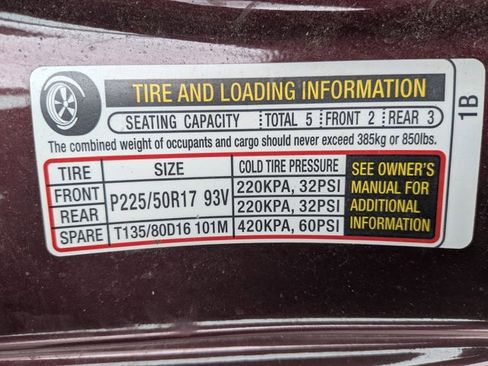 TIRE AND LOADING INFORMATION
SEATING CAPACITY TOTAL 5 FRONT 2 REAR 3
The combined weight of occupants and cargo should never exceed 385kg or 850lbs.
TIRE SIZE COLD TIRE PRESSURE
FRONT P225/50R17 93V 220KPA, 32PSI
REAR 220KPA, 32PSI
SPARE T135/80D16 101M 420KPA, 60PSI
SEE OWNER'S
MANUAL FOR
ADDITIONAL
INFORMATION
1B